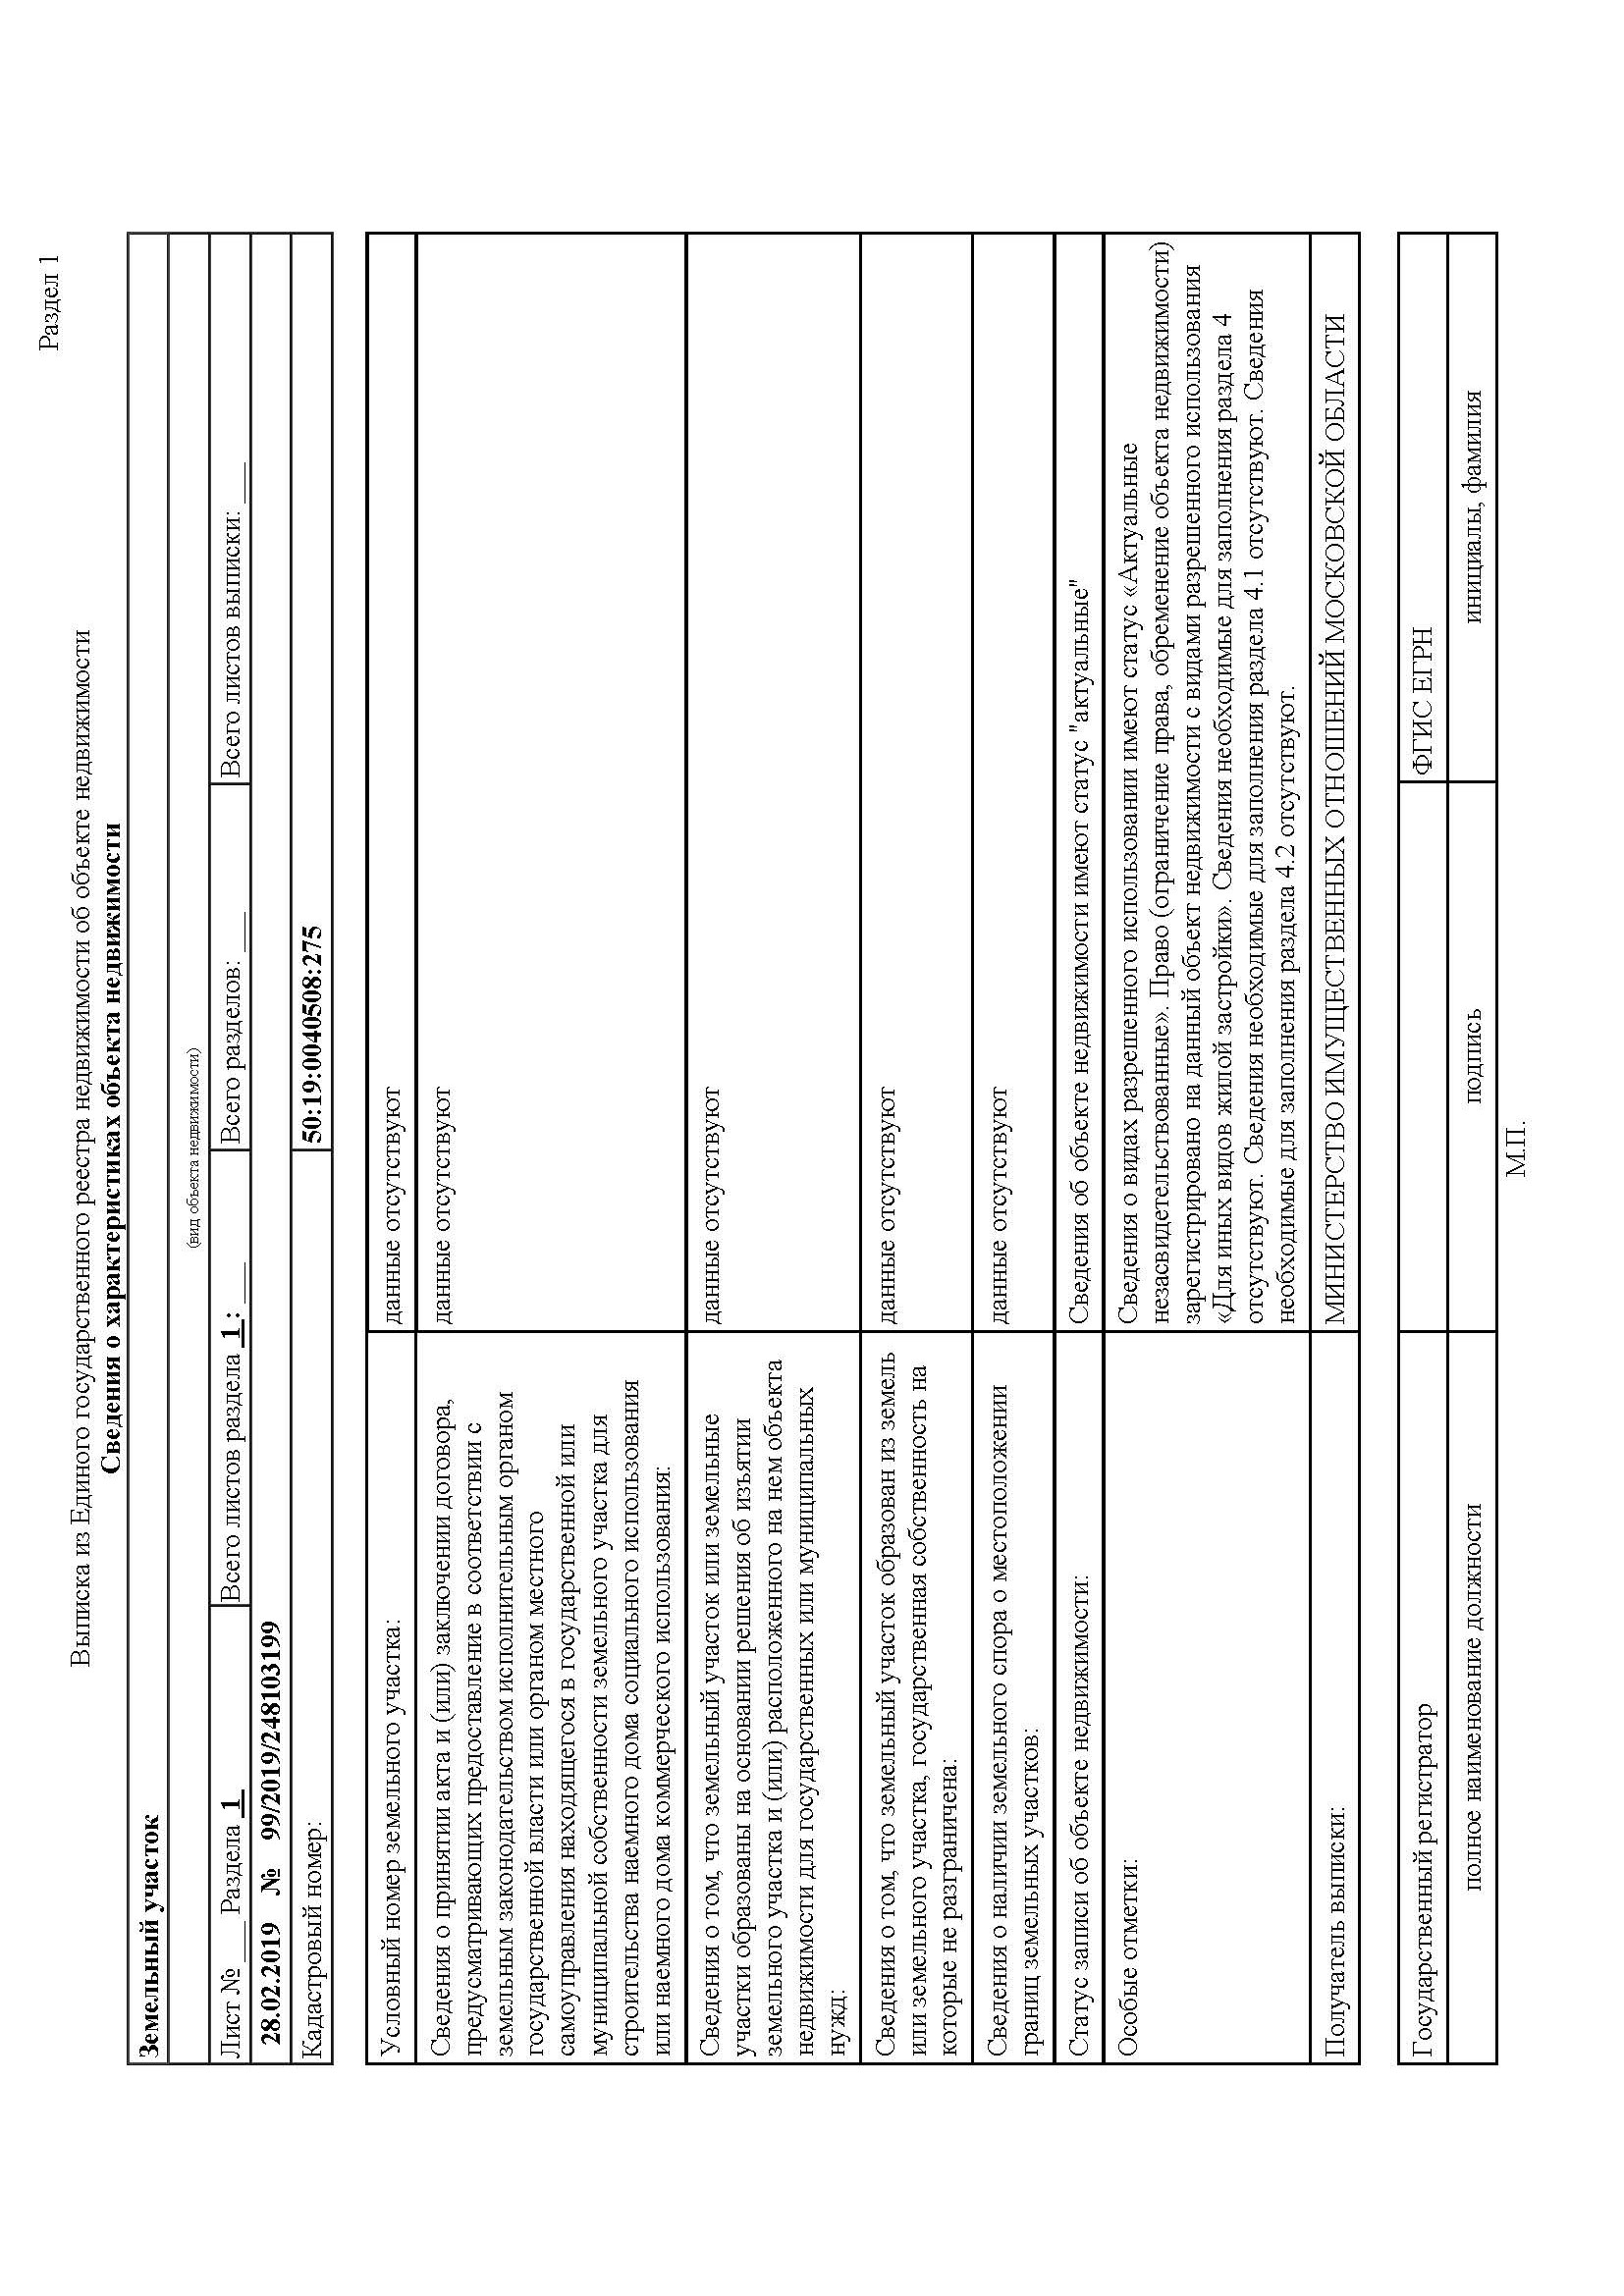 Раздел 1
Выписка из Единого государственного реестра недвижимости об объекте недвижимости
Сведения о характеристиках объекта недвижимости
Земельный участок
(вид объекта недвижимости)
Лист № ___ Раздела 1 Всего листов раздела 1 : ___ Всего разделов: ___ Всего листов выписки: ___
28.02.2019 № 99/2019/248103199
Кадастровый номер: 50:19:0040508:275
Условный номер земельного участка: данные отсутствуют
Сведения о принятии акта и (или) заключении договора, данные отсутствуют
предусматривающих предоставление в соответствии с
земельным законодательством исполнительным органом
государственной власти или органом местного
самоуправления находящегося в государственной или
муниципальной собственности земельного участка для
строительства наемного дома социального использования
или наемного дома коммерческого использования:
Сведения о том, что земельный участок или земельные данные отсутствуют
участки образованы на основании решения об изъятии
земельного участка и (или) расположенного на нем объекта
недвижимости для государственных или муниципальных
нужд:
Сведения о том, что земельный участок образован из земель данные отсутствуют
или земельного участка, государственная собственность на
которые не разграничена:
Сведения о наличии земельного спора о местоположении данные отсутствуют
границ земельных участков:
Статус записи об объекте недвижимости: Сведения об объекте недвижимости имеют статус "актуальные"
Особые отметки: Сведения о видах разрешенного использовании имеют статус «Актуальные
незасвидетельствованные». Право (ограничение права, обременение объекта недвижимости)
зарегистрировано на данный объект недвижимости с видами разрешенного использования
«Для иных видов жилой застройки». Сведения необходимые для заполнения раздела 4
отсутствуют. Сведения необходимые для заполнения раздела 4.1 отсутствуют. Сведения
необходимые для заполнения раздела 4.2 отсутствуют.
Получатель выписки: МИНИСТЕРСТВО ИМУЩЕСТВЕННЫХ ОТНОШЕНИЙ МОСКОВСКОЙ ОБЛАСТИ
Государственный регистратор ФГИС ЕГРН
полное наименование должности подпись инициалы, фамилия
М.П.